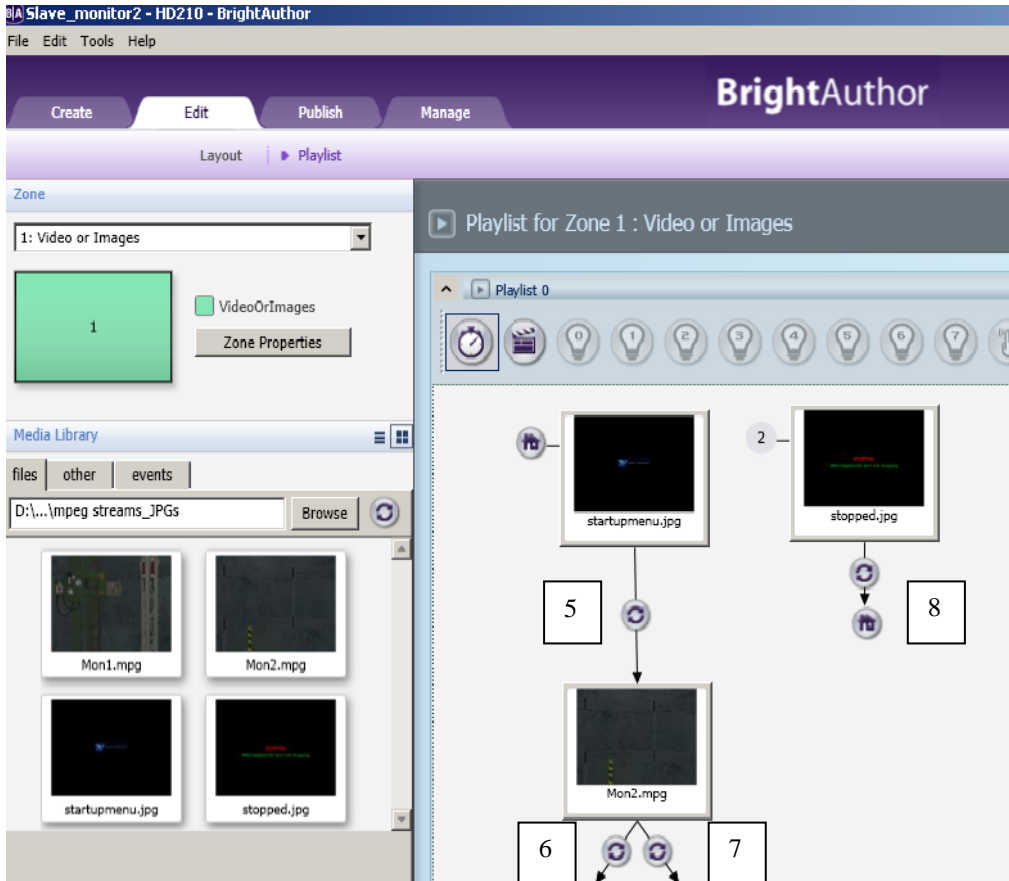 BA Slave_monitor2 - HD210 - BrightAuthor
File Edit Tools Help
BrightAuthor
Create Edit Publish Manage
Layout Playlist
Zone
1: Video or Images
1
VideoOrImages
Zone Properties
Media Library
files other events
D:\...\mpeg streams_JPGs Browse
Mon1.mpg Mon2.mpg
startupmenu.jpg stopped.jpg
Playlist for Zone 1 : Video or Images
Playlist 0
0 1 2 3 4 5 6 7
2
startupmenu.jpg stopped.jpg
5 8
Mon2.mpg
6 7